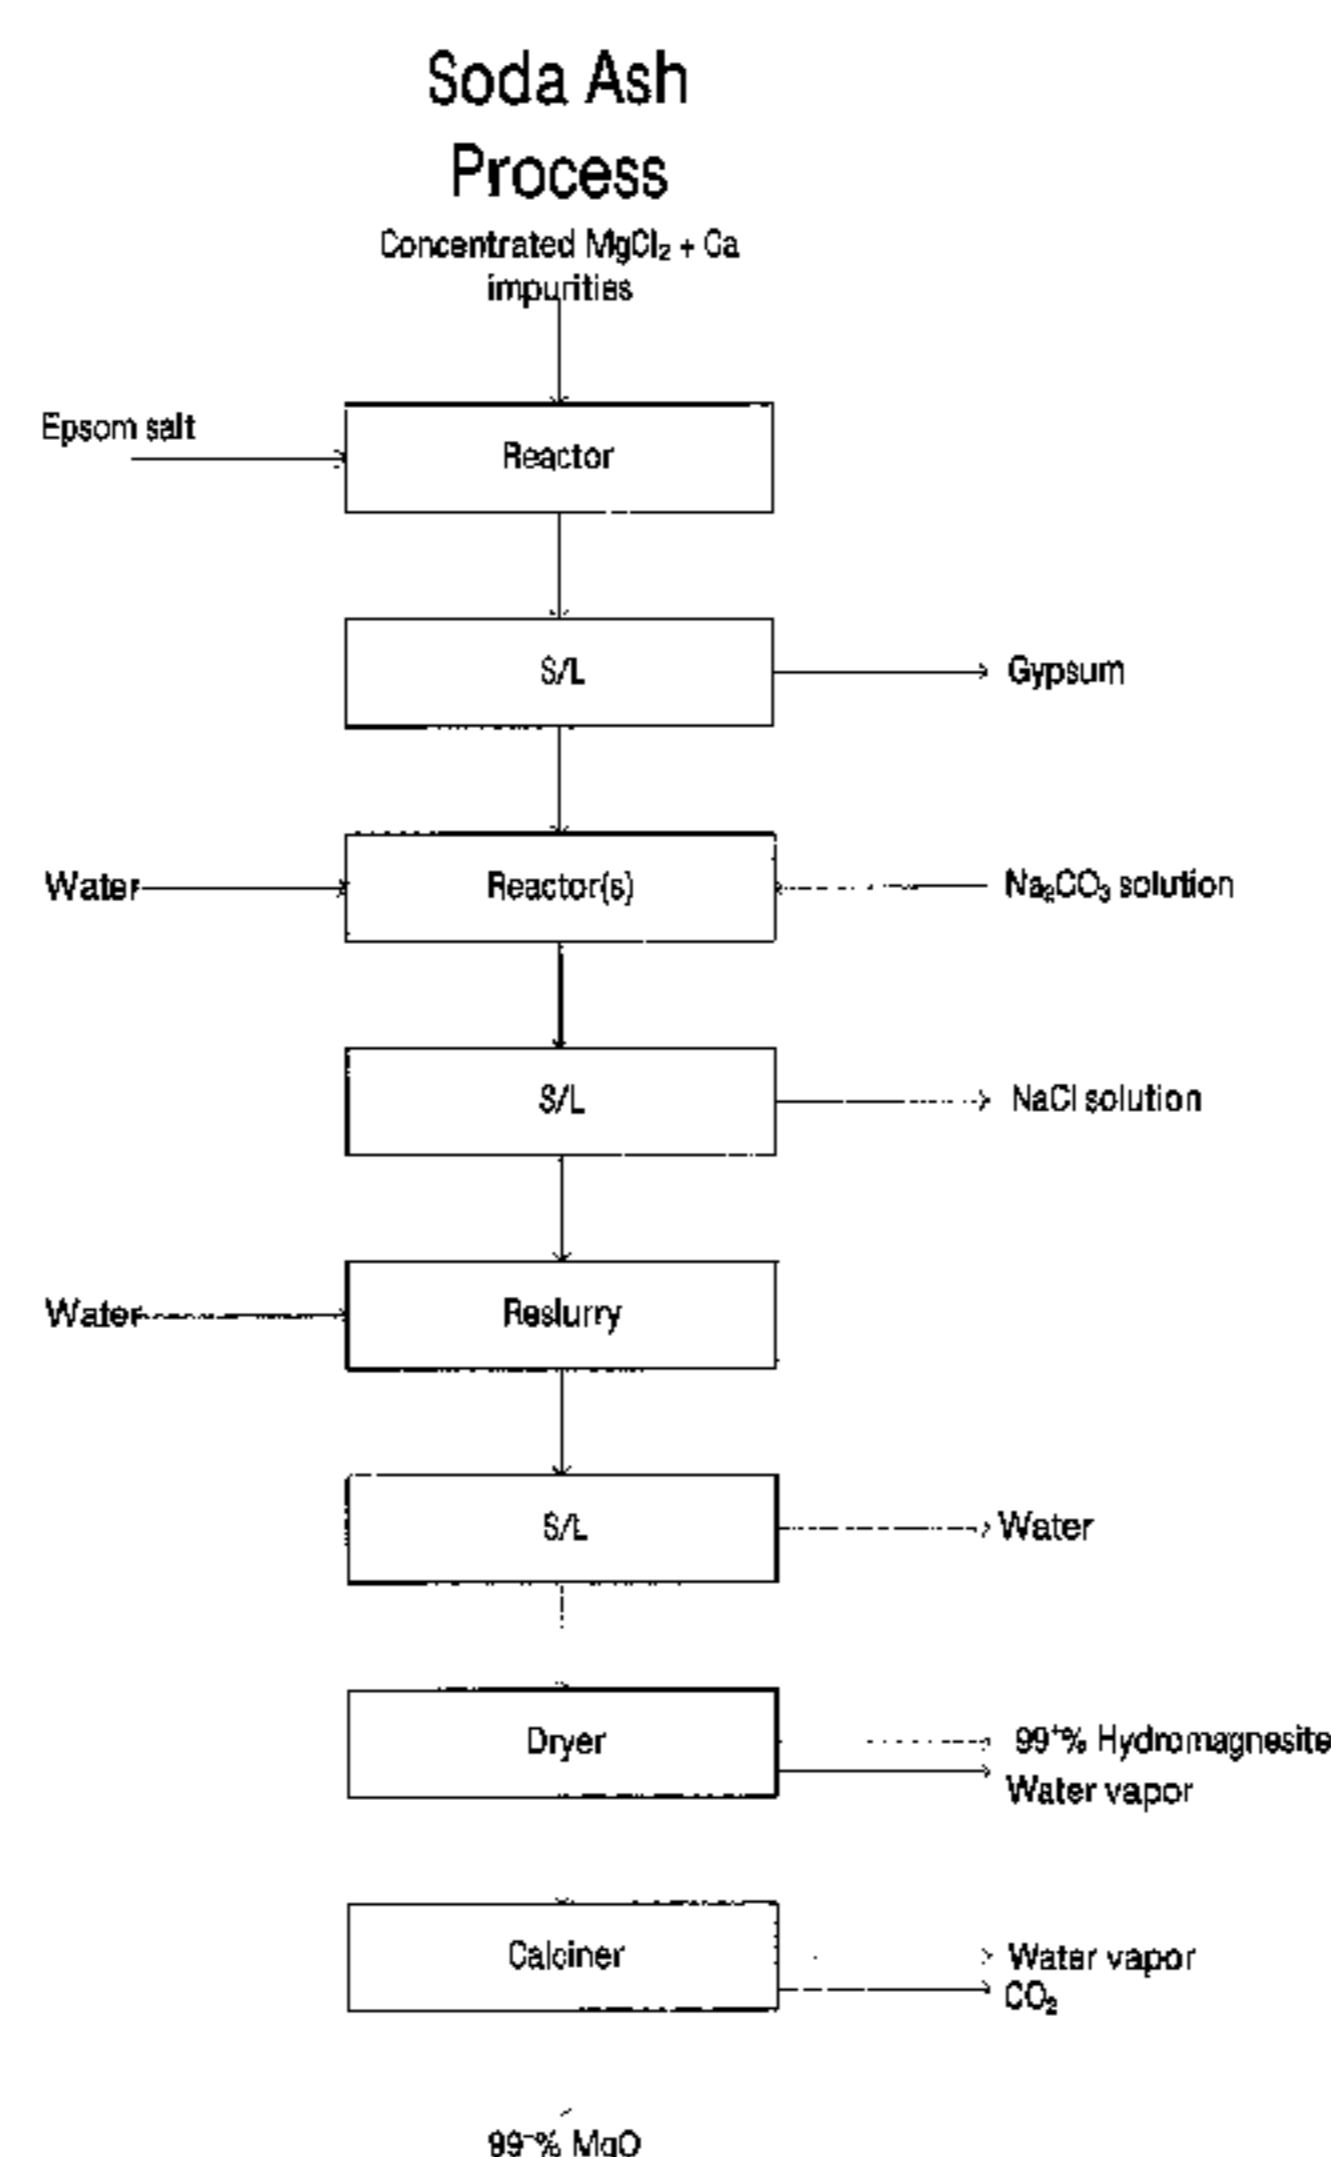 Soda Ash
Process
Concentrated MgCl₂ + Ca
impurities
Epsom salt
Reactor
S/L
Gypsum
Water
Reactor(s)
Na₂CO₃ solution
S/L
NaCl solution
Water
Reslurry
S/L
Water
Dryer
99⁺% Hydromagnesite
Water vapor
Calciner
Water vapor
CO₂
99⁺% MgO